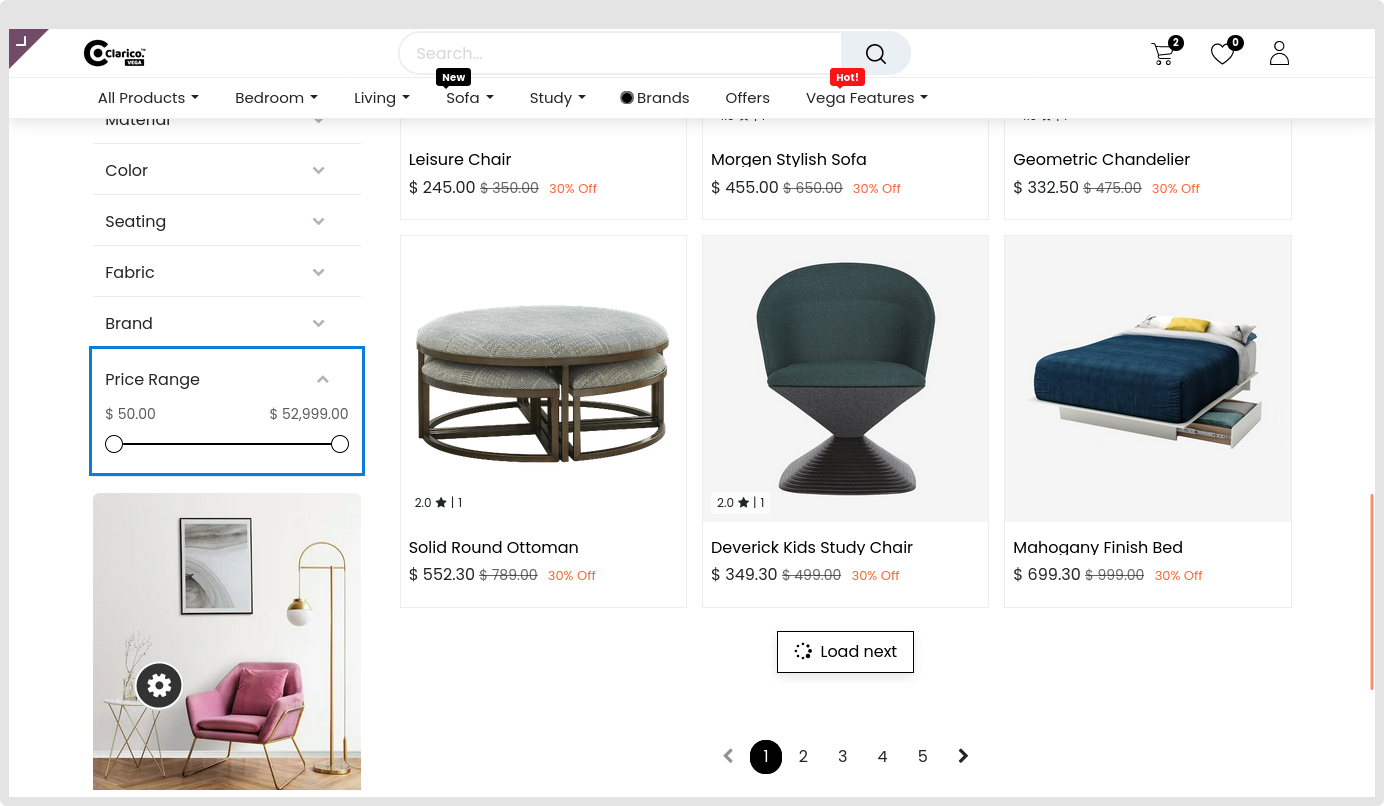 Clarico.
VEGA
Search...
2
0
New
Hot!
All Products
Bedroom
Living
Sofa
Study
Brands
Offers
Vega Features
Material
Color
Seating
Fabric
Brand
Price Range
$ 50.00 $ 52,999.00
Leisure Chair
$ 245.00 $ 350.00 30% Off
Morgen Stylish Sofa
$ 455.00 $ 650.00 30% Off
Geometric Chandelier
$ 332.50 $ 475.00 30% Off
2.0 ★ | 1
Solid Round Ottoman
$ 552.30 $ 789.00 30% Off
2.0 ★ | 1
Deverick Kids Study Chair
$ 349.30 $ 499.00 30% Off
Mahogany Finish Bed
$ 699.30 $ 999.00 30% Off
Load next
1 2 3 4 5